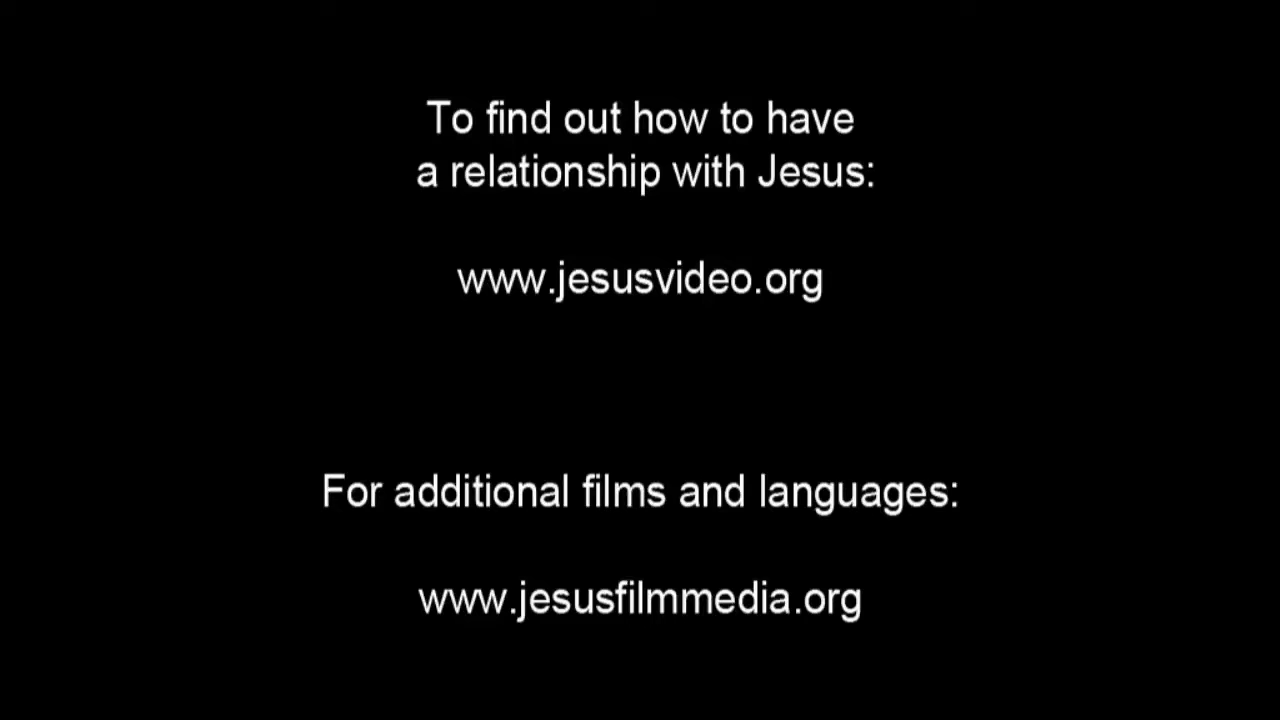 To find out how to have
a relationship with Jesus:
www.jesusvideo.org
For additional films and languages:
www.jesusfilmmedia.org